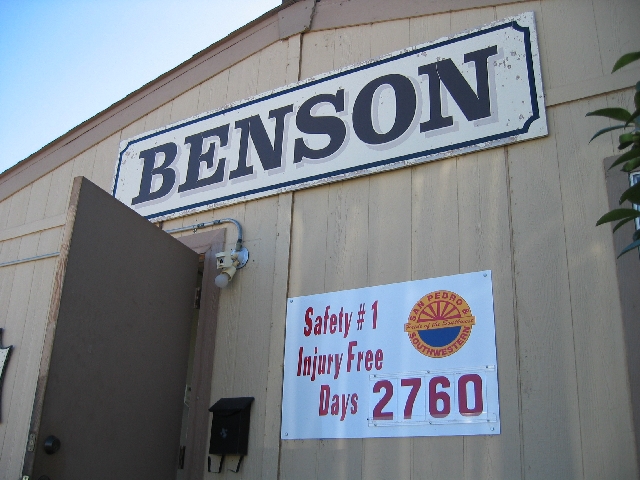 BENSON
Safety # 1
Injury Free
Days 2760
SAN PEDRO &
SOUTHWESTERN